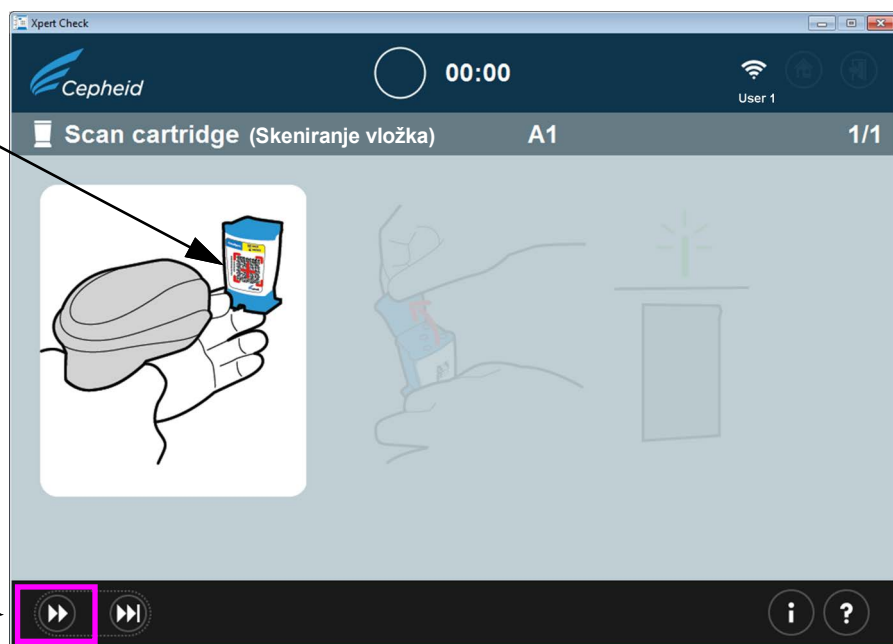 Xpert Check
Cepheid
00:00
User 1
Scan cartridge (Skeniranje vložka) A1 1/1
i ?